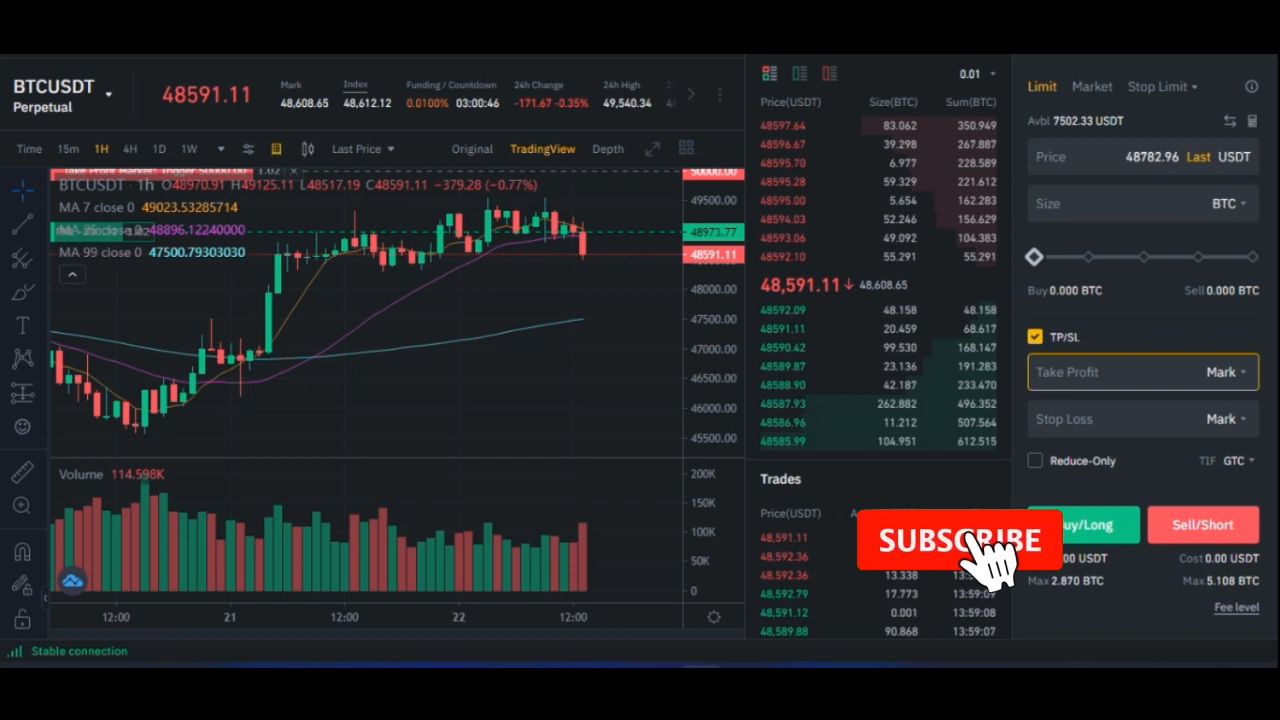 BTCUSDT
Perpetual
48591.11
Mark
48,608.65
Index
48,612.12
Funding / Countdown
0.0100% 03:00:46
24h Change
-171.67 -0.35%
24h High
49,540.34
Time 15m 1H 4H 1D 1W Last Price Original TradingView Depth
Take Profit Market: Trigger 50000.00 1.02
BTCUSDT · 1h O48970.91 H49125.11 L48517.19 C48591.11 −379.28 (−0.77%)
MA 7 close 0 49023.53285714
MA 25 close 0 48896.12240000
MA 99 close 0 47500.79303030
50000.00
49500.00
48973.77
48591.11
48000.00
47500.00
47000.00
46500.00
46000.00
45500.00
Volume 114.598K
200K
150K
100K
50K
0
12:00 21 12:00 22 12:00
Stable connection
0.01
Price(USDT) Size(BTC) Sum(BTC)
48597.64 83.062 350.949
48596.67 39.298 267.887
48595.70 6.977 228.589
48595.28 59.329 221.612
48595.00 5.654 162.283
48594.03 52.246 156.629
48593.06 49.092 104.383
48592.10 55.291 55.291
48,591.11 48,608.65
48592.09 48.158 48.158
48591.11 20.459 68.617
48590.42 99.530 168.147
48589.87 23.136 191.283
48588.90 42.187 233.470
48587.93 262.882 496.352
48586.96 11.212 507.564
48585.99 104.951 612.515
Trades
Price(USDT)
48,591.11
48,592.36
48,592.36 13.338
48,592.79 17.773 13:59:09
48,591.12 0.001 13:59:08
48,589.88 90.868 13:59:07
SUBSCRIBE
Limit Market Stop Limit
Avbl 7502.33 USDT
Price 48782.96 Last USDT
Size BTC
Buy 0.000 BTC Sell 0.000 BTC
TP/SL
Take Profit Mark
Stop Loss Mark
Reduce-Only TIF GTC
Buy/Long Sell/Short
USDT Cost 0.00 USDT
Max 2.870 BTC Max 5.108 BTC
Fee level